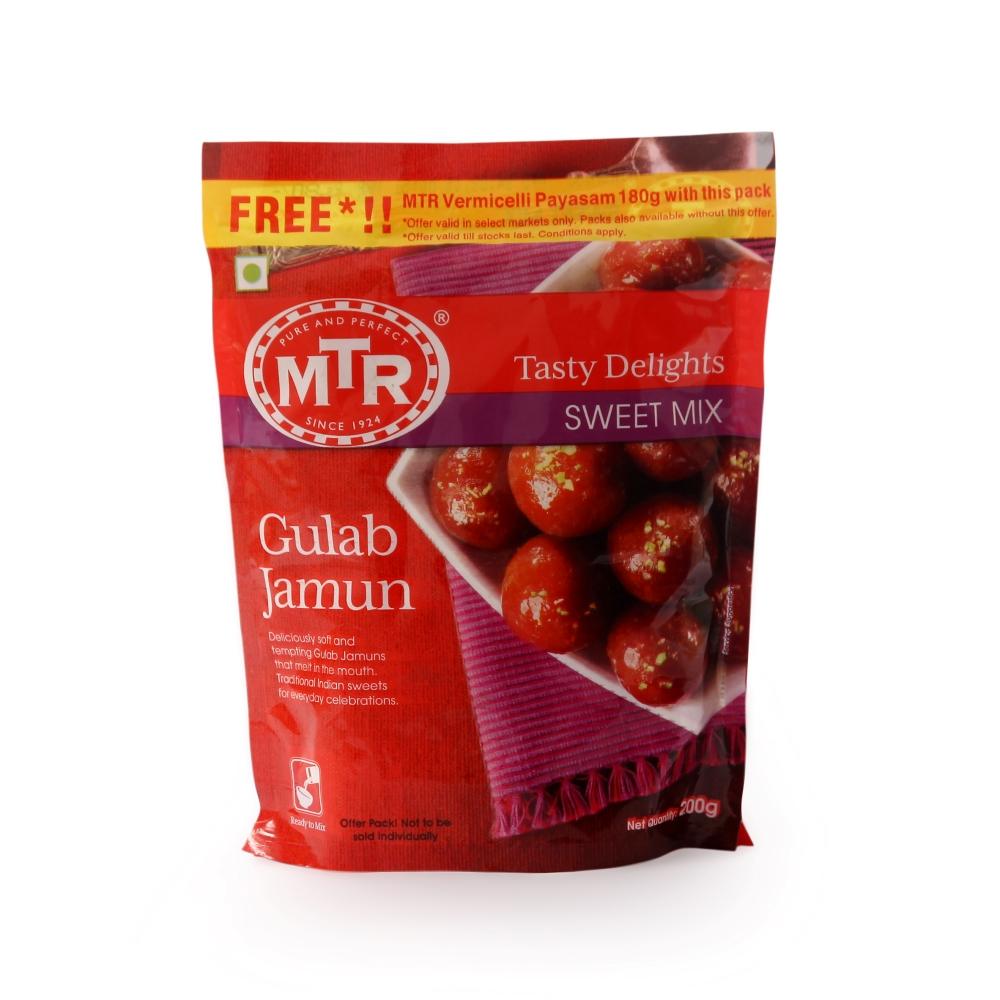 FREE*!!
MTR Vermicelli Payasam 180g with this pack
*Offer valid in select markets only. Packs also available without this offer.
*Offer valid till stocks last. Conditions apply.
PURE AND PERFECT
MTR
SINCE 1924
®
Tasty Delights
SWEET MIX
Gulab
Jamun
Deliciously soft and
tempting Gulab Jamuns
that melt in the mouth.
Traditional Indian sweets
for everyday celebrations.
Ready to Mix
Offer Pack! Not to be
sold individually
Net Quantity: 200g